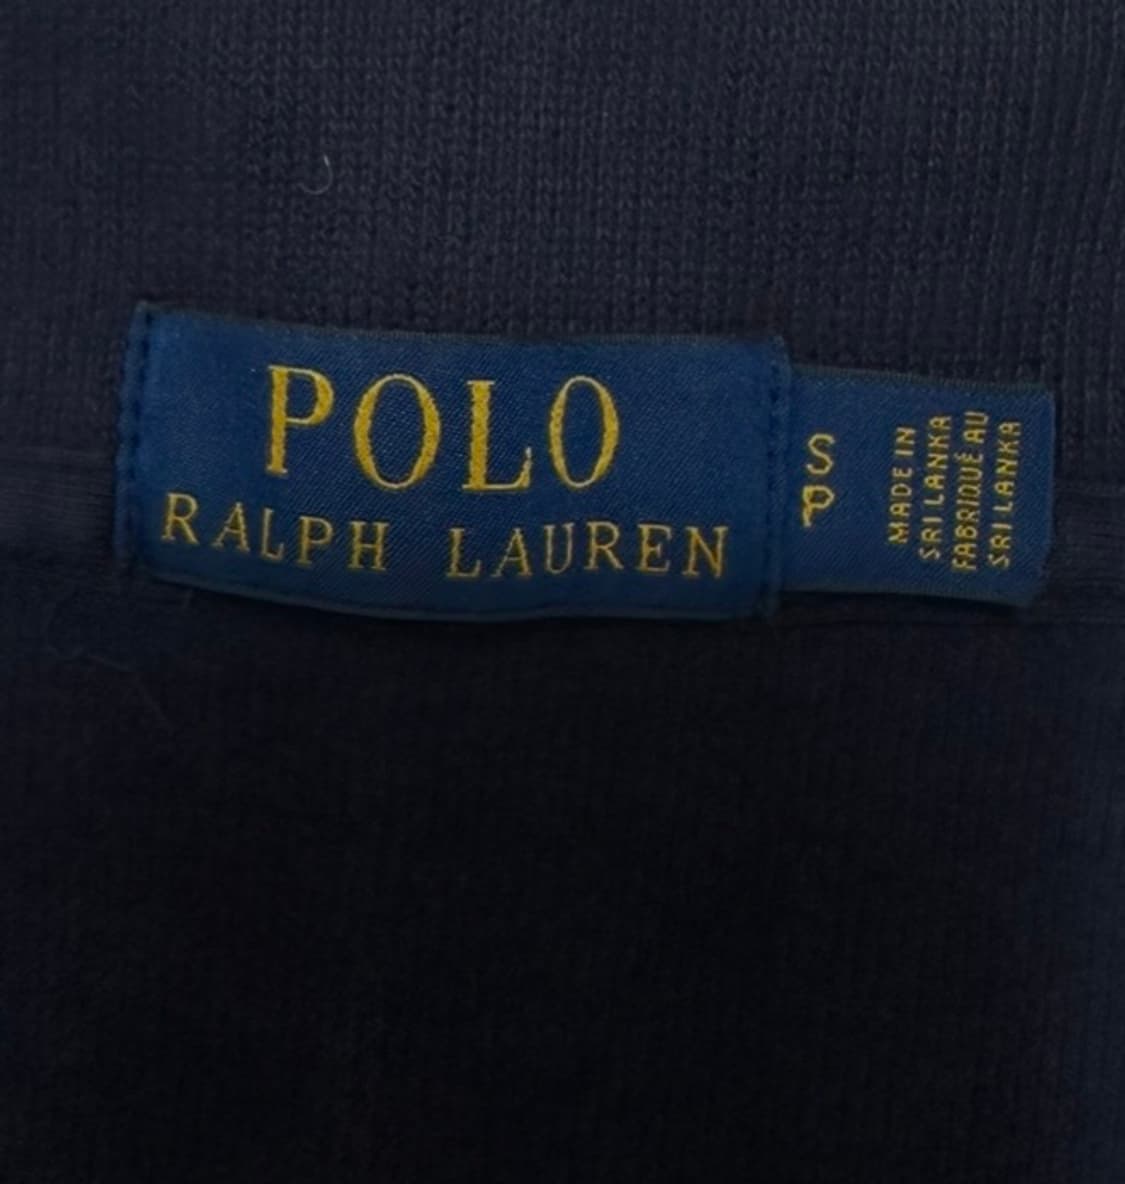 POLO
RALPH LAUREN
S
P
MADE IN
SRI LANKA
FABRIQUÉ AU
SRI LANKA